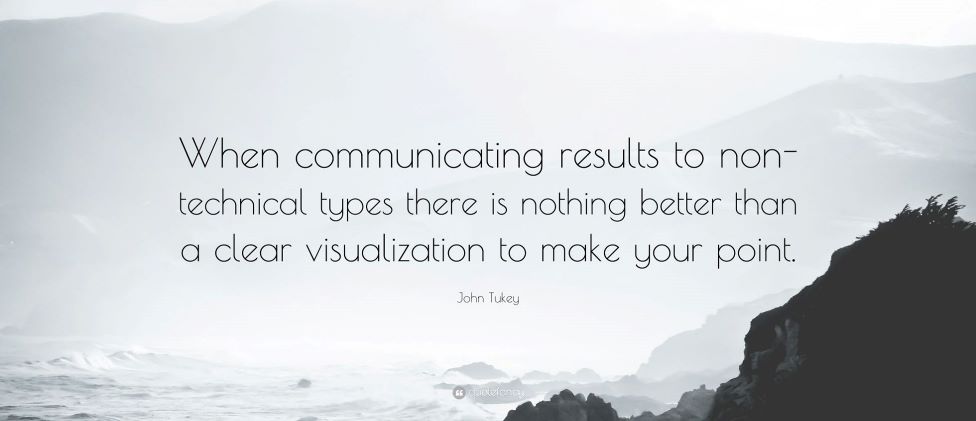 When communicating results to non-
technical types there is nothing better than
a clear visualization to make your point.
John Tukey
quotefancy